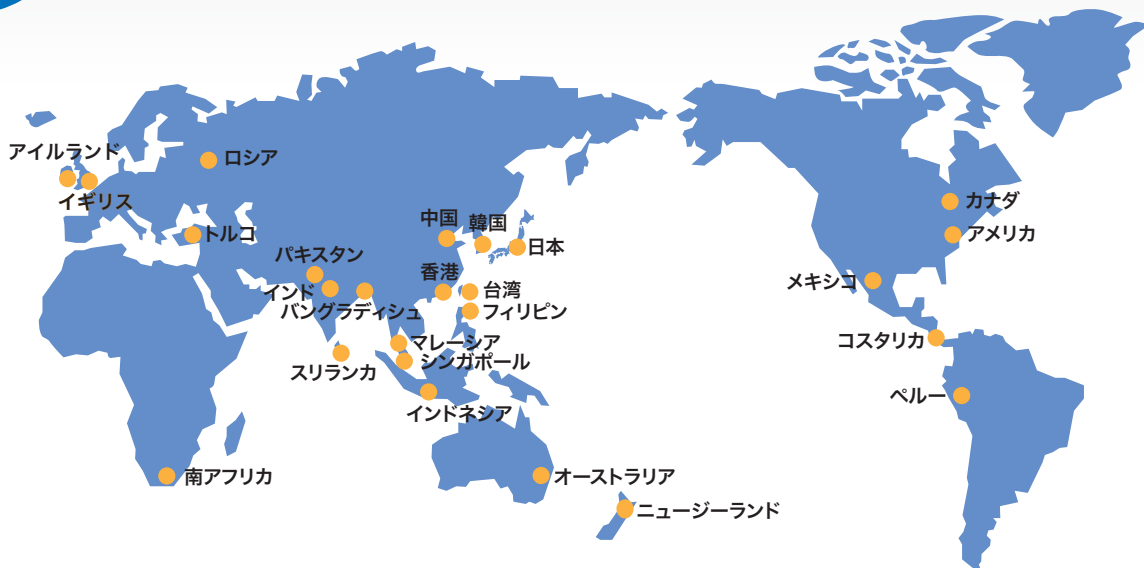 アイルランド
ロシア
イギリス
トルコ
中国
韓国
日本
パキスタン
インド
バングラディシュ
香港
台湾
フィリピン
マレーシア
シンガポール
スリランカ
インドネシア
南アフリカ
オーストラリア
ニュージーランド
カナダ
アメリカ
メキシコ
コスタリカ
ペルー